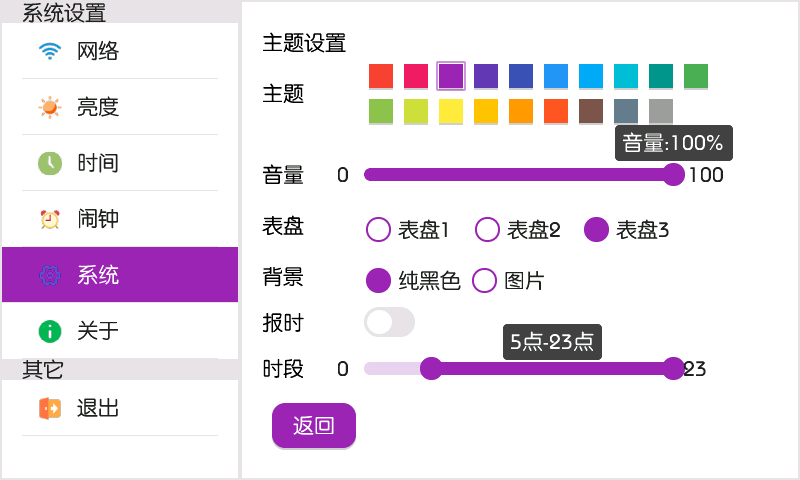 系统设置
网络
亮度
时间
闹钟
系统
关于
其它
退出
主题设置
主题
音量:100%
音量 0 100
表盘 表盘1 表盘2 表盘3
背景 纯黑色 图片
报时
5点-23点
时段 0 23
返回